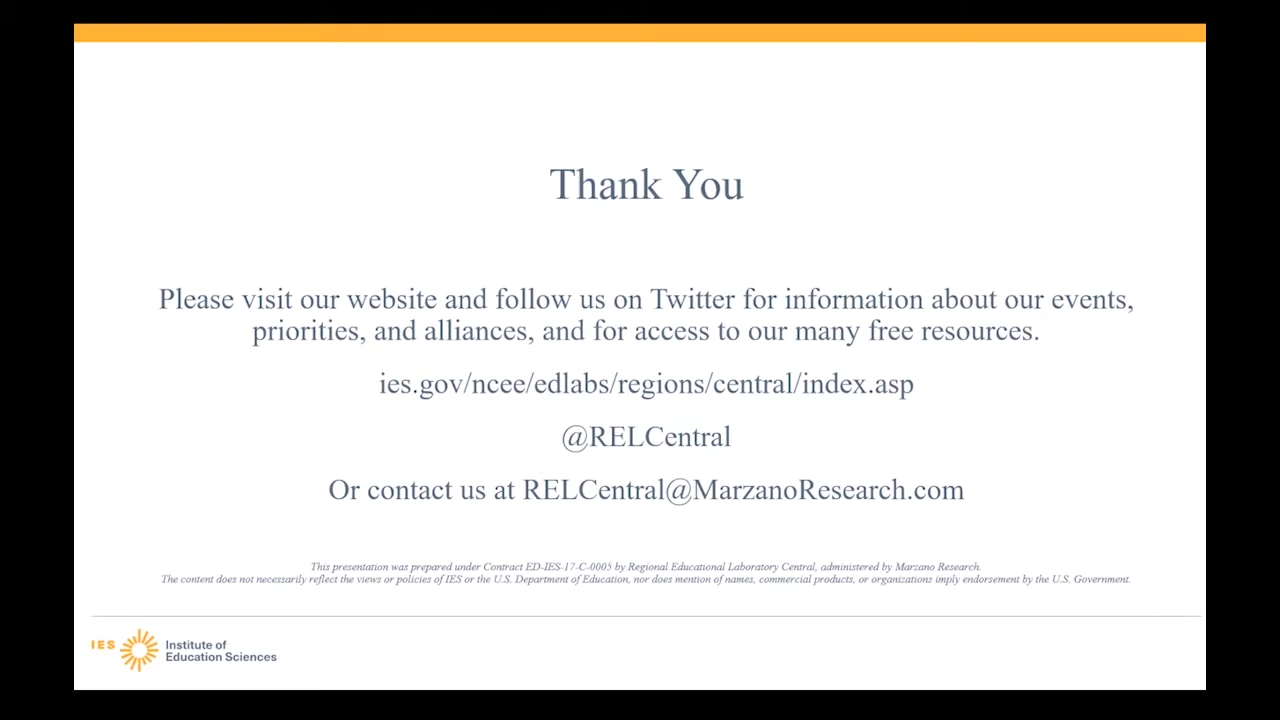 Thank You
Please visit our website and follow us on Twitter for information about our events,
priorities, and alliances, and for access to our many free resources.
ies.gov/ncee/edlabs/regions/central/index.asp
@RELCentral
Or contact us at RELCentral@MarzanoResearch.com
This presentation was prepared under Contract ED-IES-17-C-0005 by Regional Educational Laboratory Central, administered by Marzano Research.
The content does not necessarily reflect the views or policies of IES or the U.S. Department of Education, nor does mention of names, commercial products, or organizations imply endorsement by the U.S. Government.
IES
Institute of
Education Sciences